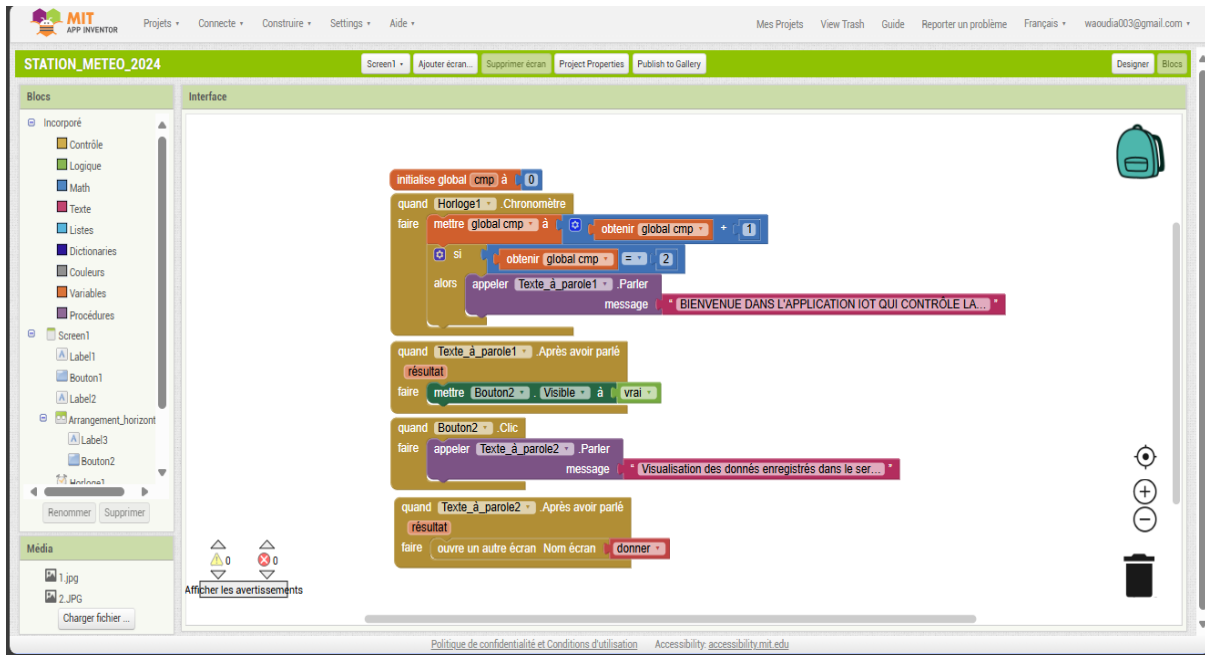 MIT
APP INVENTOR
Projets Connecte Construire Settings Aide
Mes Projets View Trash Guide Reporter un problème Français waoudia003@gmail.com
STATION_METEO_2024
Screen1 Ajouter écran... Supprimer écran Project Properties Publish to Gallery
Designer Blocs
Blocs
Incorporé
Contrôle
Logique
Math
Texte
Listes
Dictionaries
Couleurs
Variables
Procédures
Screen1
A Label1
Bouton1
A Label2
Arrangement_horizont
A Label3
Bouton2
Horloge1
Renommer Supprimer
Média
1.jpg
2.JPG
Charger fichier ...
Interface
initialise global cmp à 0
quand Horloge1 .Chronomètre
faire mettre global cmp à obtenir global cmp + 1
si obtenir global cmp = 2
alors appeler Texte_à_parole1 .Parler
message " BIENVENUE DANS L'APPLICATION IOT QUI CONTRÔLE LA... "
quand Texte_à_parole1 .Après avoir parlé
résultat
faire mettre Bouton2 . Visible à vrai
quand Bouton2 .Clic
faire appeler Texte_à_parole2 .Parler
message " Visualisation des donnés enregistrés dans le ser... "
quand Texte_à_parole2 .Après avoir parlé
résultat
faire ouvre un autre écran Nom écran donner
0 0
Afficher les avertissements
Politique de confidentialité et Conditions d'utilisation Accessibility: accessibility.mit.edu